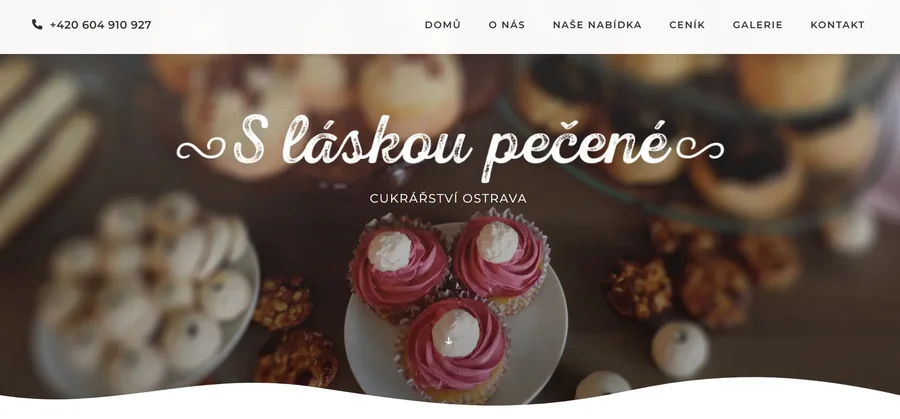 +420 604 910 927
DOMŮ O NÁS NAŠE NABÍDKA CENÍK GALERIE KONTAKT
S láskou pečené
CUKRÁŘSTVÍ OSTRAVA